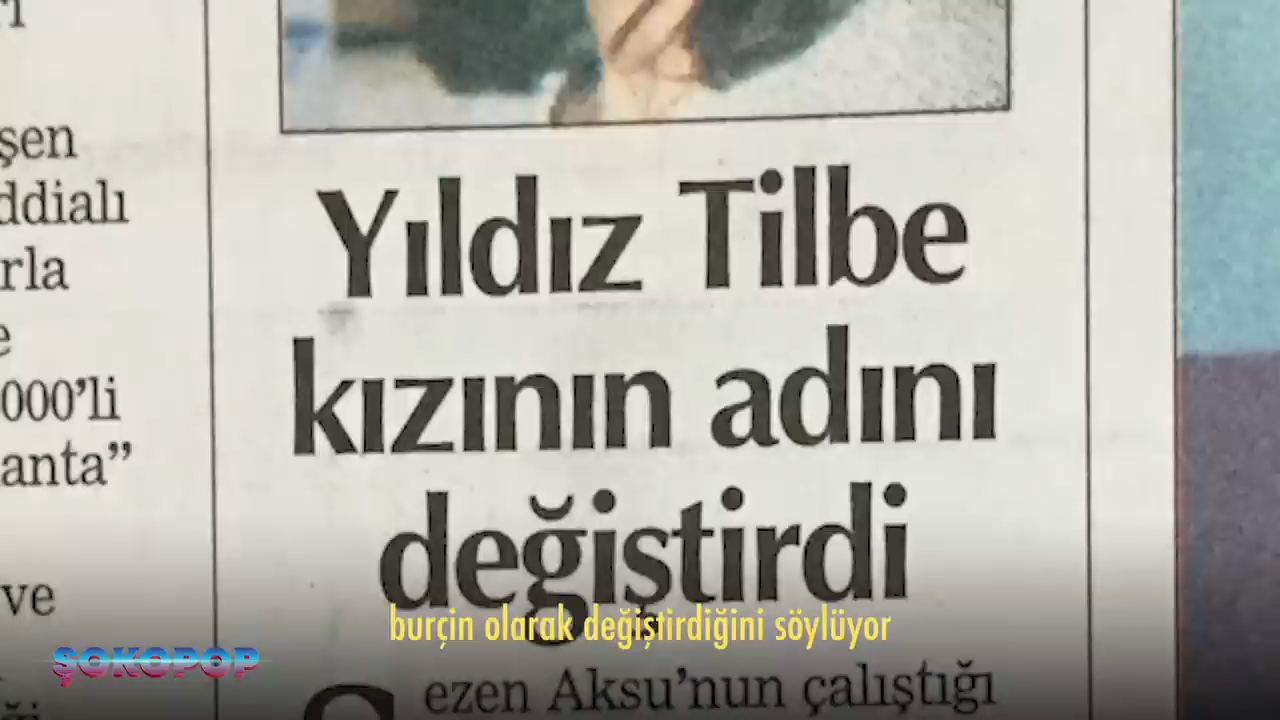 şen
ddialı
rla
e
000'li
anta”
ve
Yıldız Tilbe
kızının adını
değiştirdi
Sezen Aksu'nun çalıştığı
burçin olarak değiştirdiğini söylüyor
ŞOKOPOP